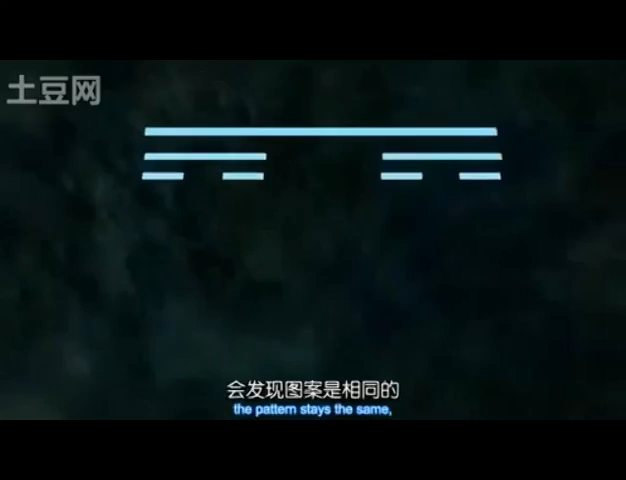 土豆网
会发现图案是相同的
the pattern stays the same,